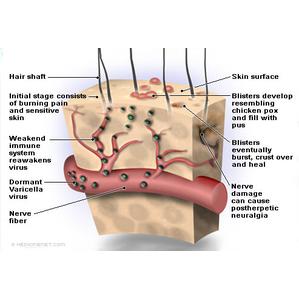 Hair shaft
Initial stage consists
of burning pain
and sensitive
skin
Weakend
immune
system
reawakens
virus
Dormant
Varicella
virus
Nerve
fiber
Skin surface
Blisters develop
resembling
chicken pox
and fill with
pus
Blisters
eventually
burst, crust over
and heal
Nerve
damage
can cause
postherpetic
neuralgia
© MEDICINENET.COM